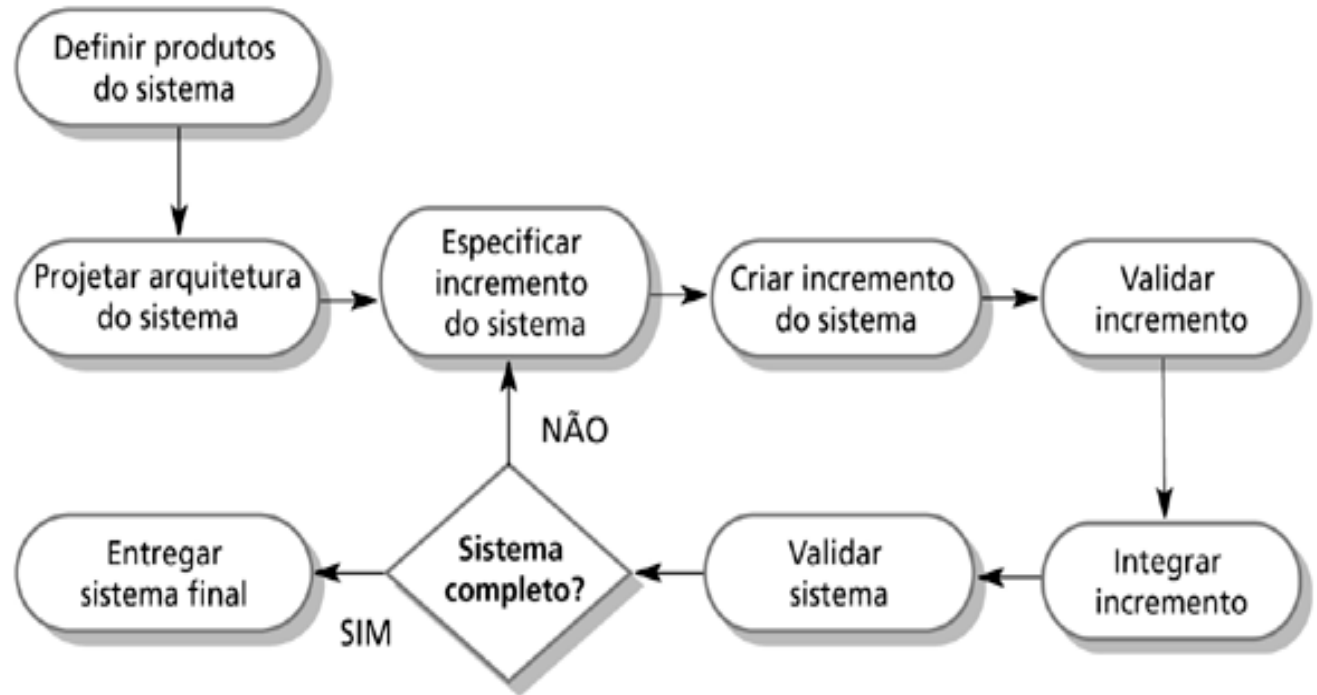 Definir produtos
do sistema
Projetar arquitetura
do sistema
Especificar
incremento
do sistema
Criar incremento
do sistema
Validar
incremento
Integrar
incremento
Validar
sistema
Sistema
completo?
NÃO
SIM
Entregar
sistema final